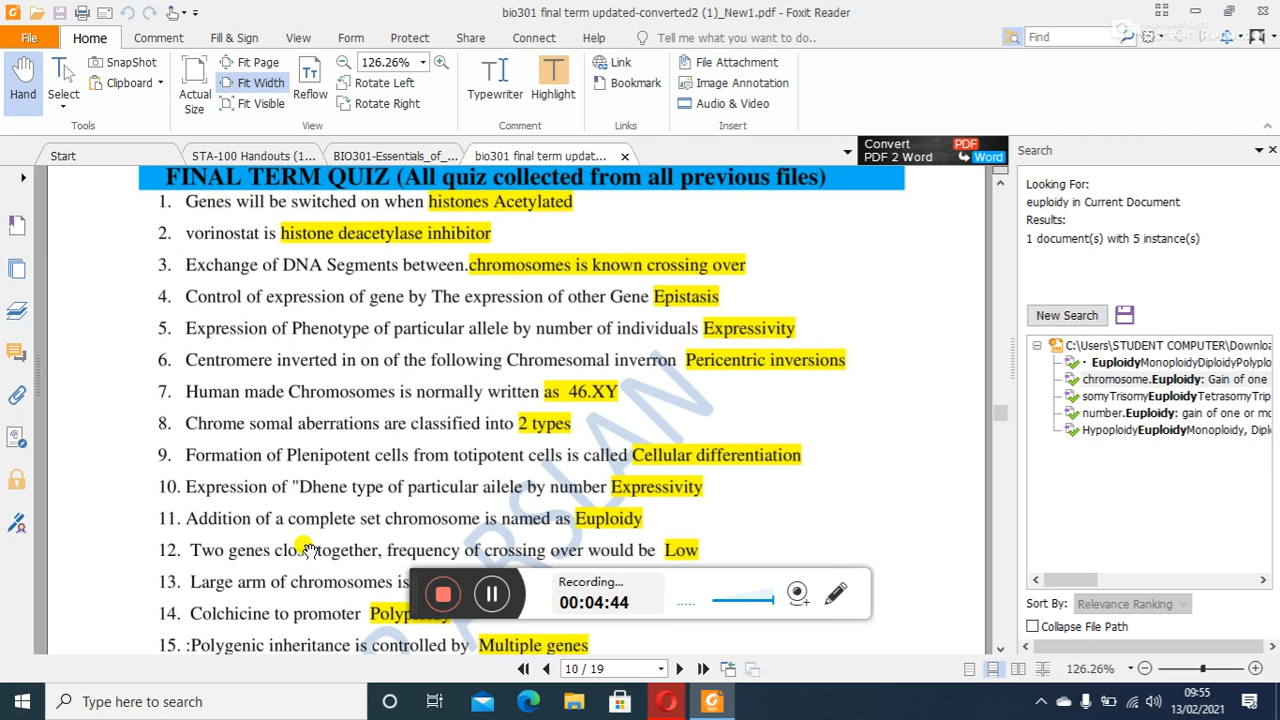 bio301 final term updated-converted2 (1)_New1.pdf - Foxit Reader
File Home Comment Fill & Sign View Form Protect Share Connect Help Tell me what you want to do.. Find
Hand Select SnapShot Clipboard Actual Size Fit Page Fit Width Fit Visible Reflow 126.26% Rotate Left Rotate Right Typewriter Highlight Link Bookmark File Attachment Image Annotation Audio & Video
Tools View Comment Links Insert
Start STA-100 Handouts (1... BIO301-Essentials_of_... bio301 final term updat... Convert PDF 2 Word PDF Word Search
FINAL TERM QUIZ (All quiz collected from all previous files)
1. Genes will be switched on when histones Acetylated
2. vorinostat is histone deacetylase inhibitor
3. Exchange of DNA Segments between.chromosomes is known crossing over
4. Control of expression of gene by The expression of other Gene Epistasis
5. Expression of Phenotype of particular allele by number of individuals Expressivity
6. Centromere inverted in on of the following Chromesomal inverron Pericentric inversions
7. Human made Chromosomes is normally written as 46.XY
8. Chrome somal aberrations are classified into 2 types
9. Formation of Plenipotent cells from totipotent cells is called Cellular differentiation
10. Expression of "Dhene type of particular ailele by number Expressivity
11. Addition of a complete set chromosome is named as Euploidy
12. Two genes close together, frequency of crossing over would be Low
13. Large arm of chromosomes is
14. Colchicine to promoter
15. :Polygenic inheritance is controlled by Multiple genes
ARSLAN
Recording...
00:04:44
Looking For:
euploidy in Current Document
Results:
1 document(s) with 5 instance(s)
New Search
C:\Users\STUDENT COMPUTER\Downloa
· EuploidyMonoploidyDiploidyPolyplo
chromosome.Euploidy: Gain of one
somyTrisomyEuploidyTetrasomyTrip
number.Euploidy: gain of one or mo
HypoploidyEuploidyMonoploidy, Dipl
Sort By: Relevance Ranking
Collapse File Path
10 / 19 126.26%
Type here to search
09:55
13/02/2021